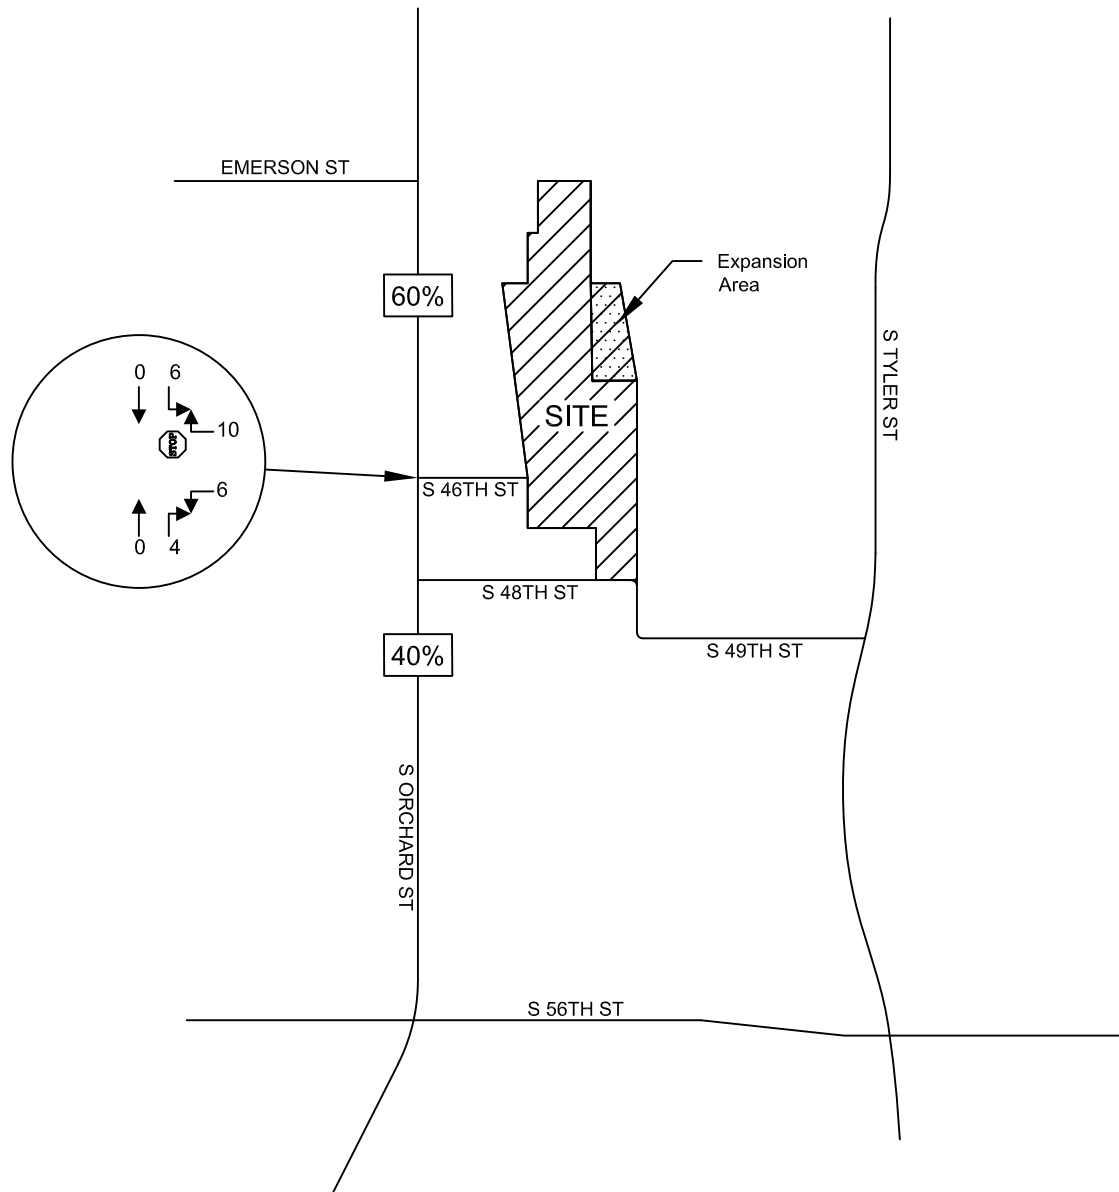 EMERSON ST
Expansion
Area
60%
S TYLER ST
0 6
10
STOP
6
0 4
SITE
S 46TH ST
S 48TH ST
40%
S 49TH ST
S ORCHARD ST
S 56TH ST